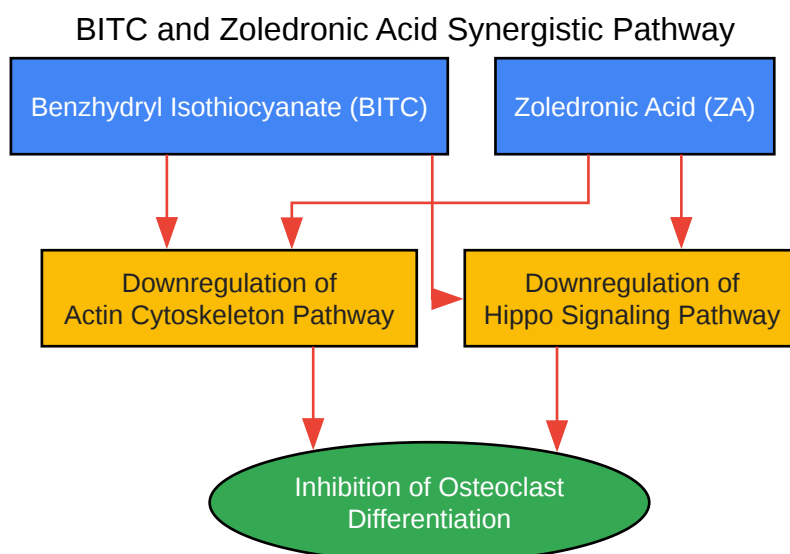 BITC and Zoledronic Acid Synergistic Pathway
Benzhydryl Isothiocyanate (BITC)
Zoledronic Acid (ZA)
Downregulation of
Actin Cytoskeleton Pathway
Downregulation of
Hippo Signaling Pathway
Inhibition of Osteoclast
Differentiation